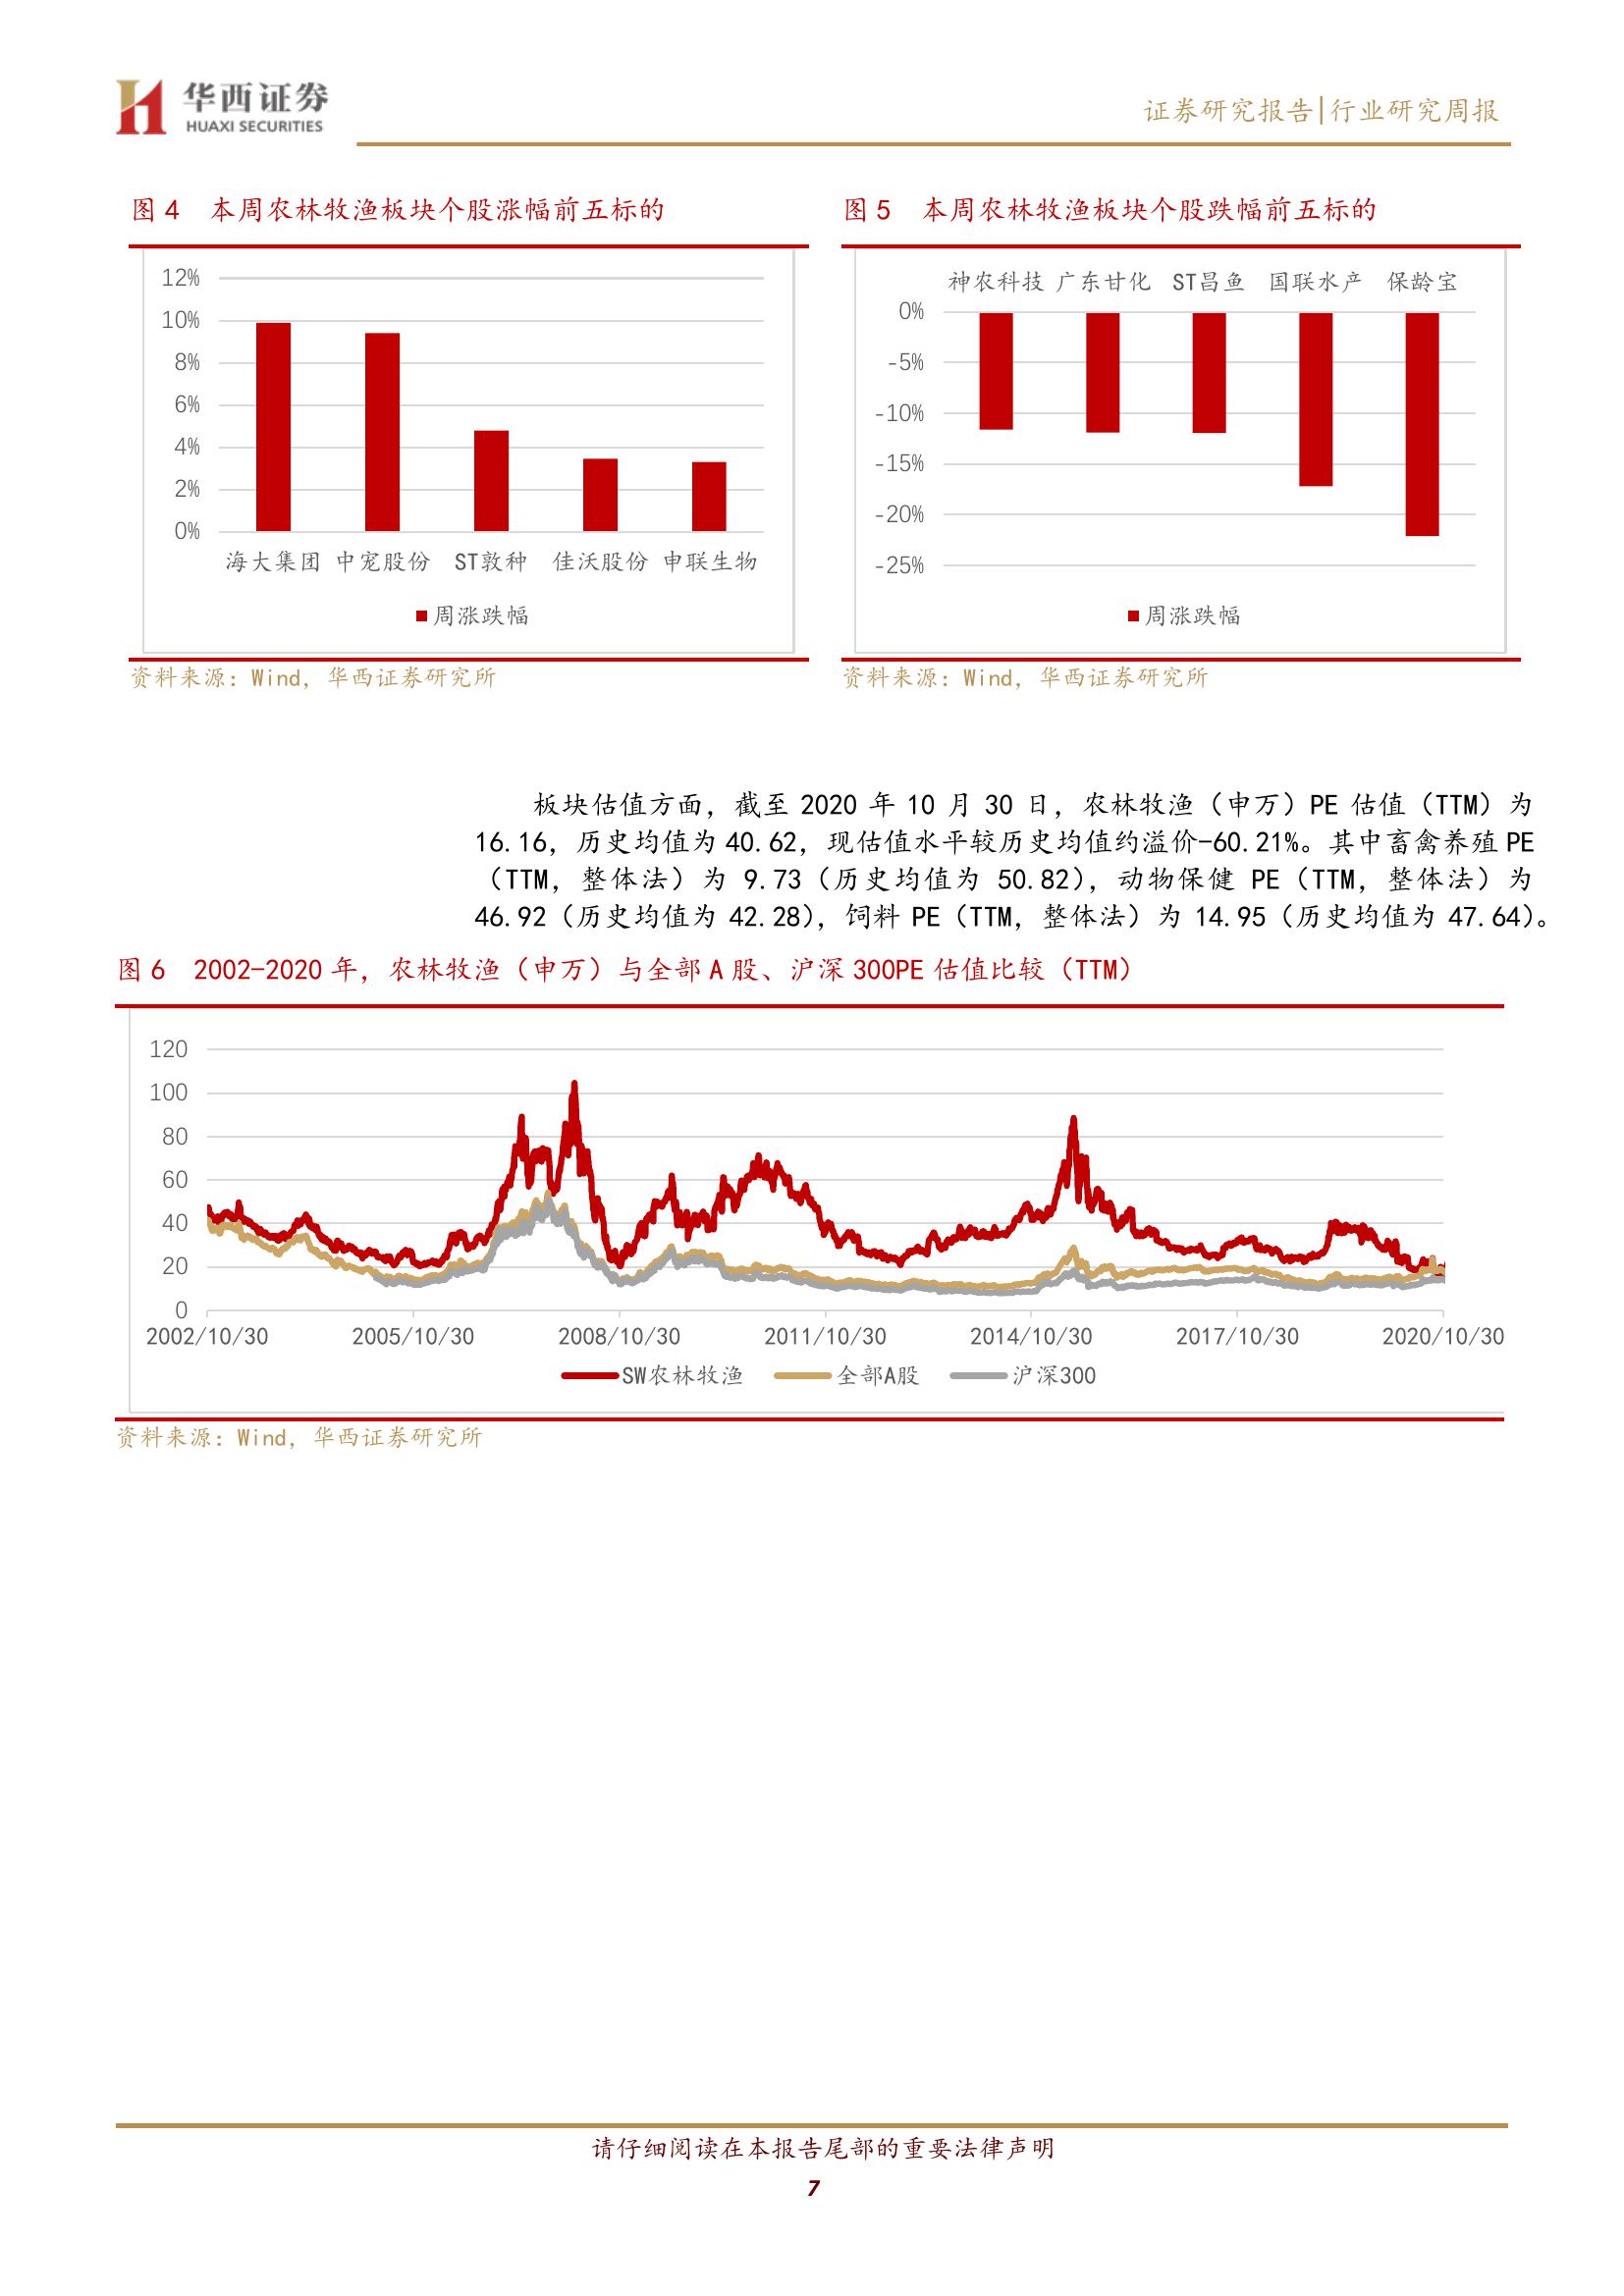 华西证券
HUAXI SECURITIES
证券研究报告|行业研究周报
图 4 本周农林牧渔板块个股涨幅前五标的
12%
10%
8%
6%
4%
2%
0%
海大集团 中宠股份 ST敦种 佳沃股份 申联生物
周涨跌幅
资料来源：Wind，华西证券研究所
图 5 本周农林牧渔板块个股跌幅前五标的
神农科技 广东甘化 ST昌鱼 国联水产 保龄宝
0%
-5%
-10%
-15%
-20%
-25%
周涨跌幅
资料来源：Wind，华西证券研究所
板块估值方面，截至 2020 年 10 月 30 日，农林牧渔（申万）PE 估值（TTM）为
16.16，历史均值为 40.62，现估值水平较历史均值约溢价-60.21%。其中畜禽养殖 PE
（TTM，整体法）为 9.73（历史均值为 50.82），动物保健 PE（TTM，整体法）为
46.92（历史均值为 42.28），饲料 PE（TTM，整体法）为 14.95（历史均值为 47.64）。
图 6 2002-2020 年，农林牧渔（申万）与全部 A 股、沪深 300PE 估值比较（TTM）
120
100
80
60
40
20
0
2002/10/30 2005/10/30 2008/10/30 2011/10/30 2014/10/30 2017/10/30 2020/10/30
SW农林牧渔 全部A股 沪深300
资料来源：Wind，华西证券研究所
请仔细阅读在本报告尾部的重要法律声明
7